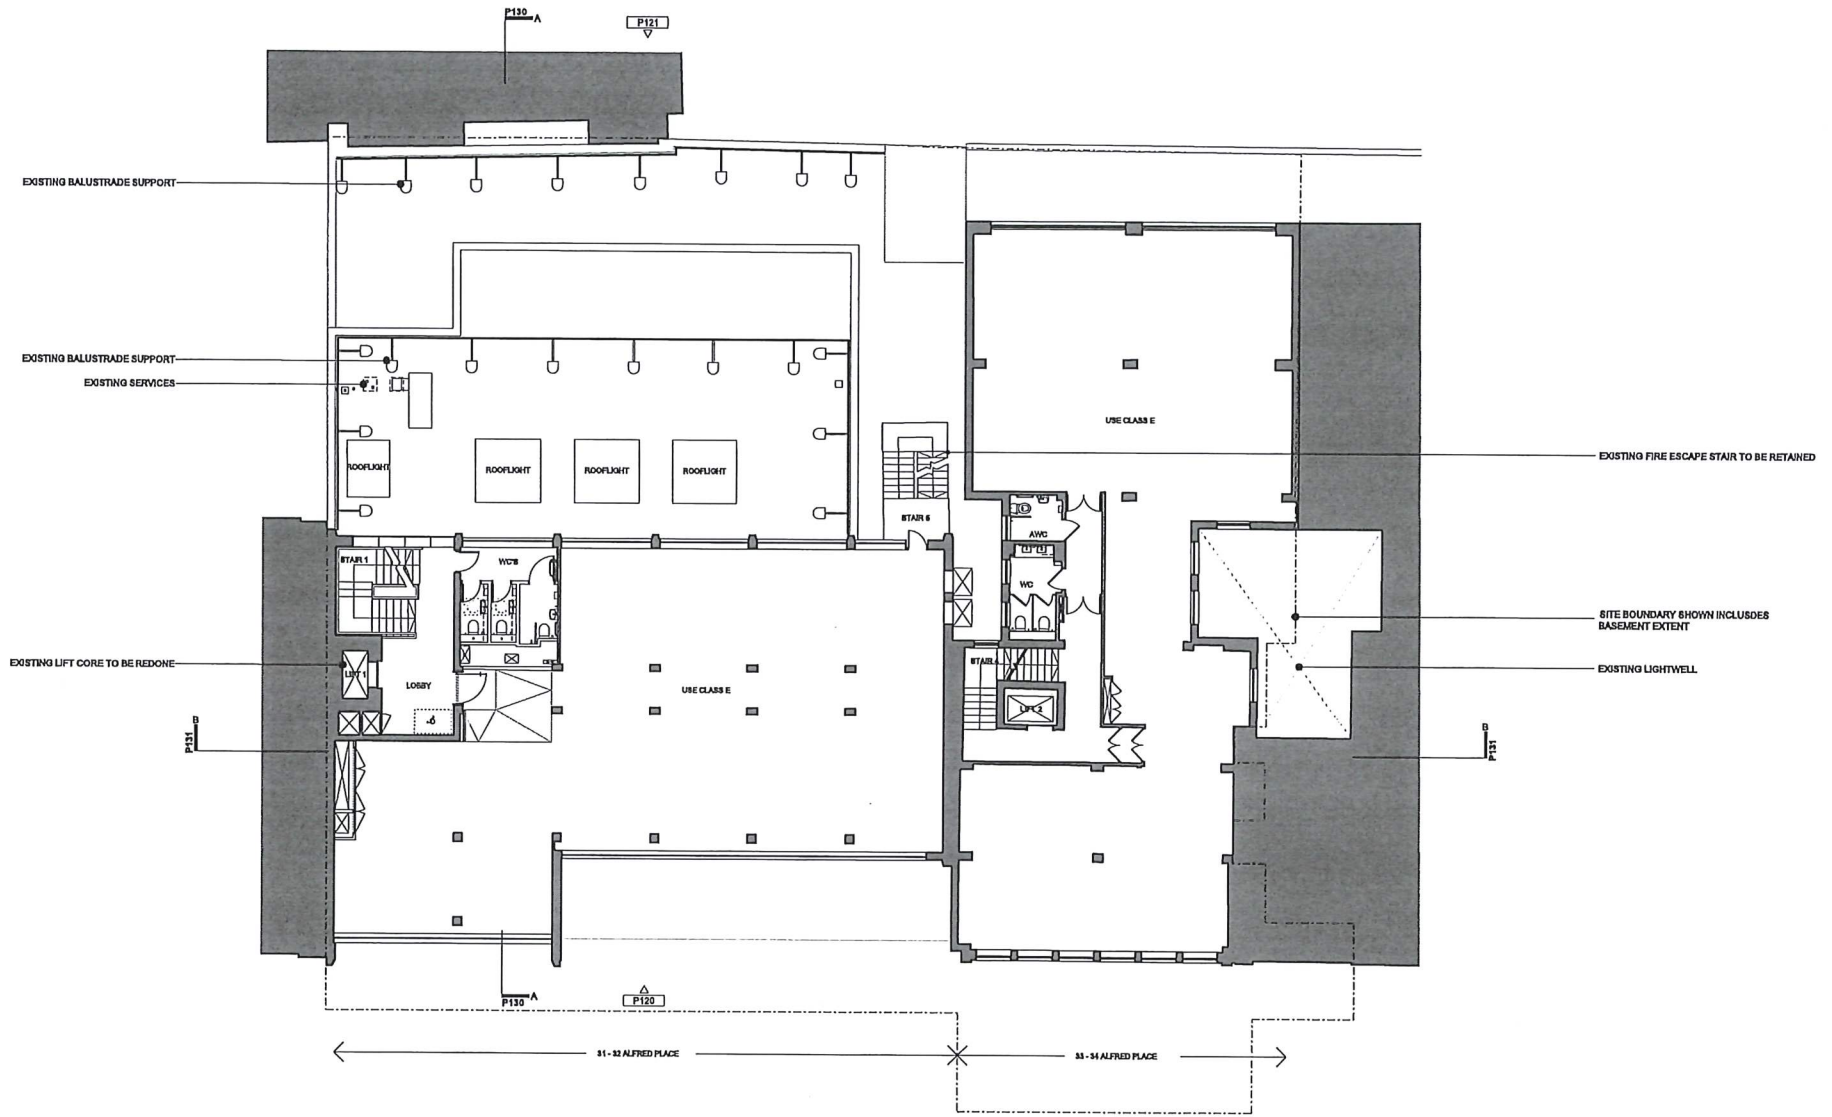 P130
A
P121
EXISTING BALUSTRADE SUPPORT
EXISTING BALUSTRADE SUPPORT
EXISTING SERVICES
USE CLASS E
EXISTING FIRE ESCAPE STAIR TO BE RETAINED
ROOFLIGHT
ROOFLIGHT
ROOFLIGHT
ROOFLIGHT
STAIR 5
AWC
STAIR 1
WC'S
WC
SITE BOUNDARY SHOWN INCLUSDES
BASEMENT EXTENT
EXISTING LIFT CORE TO BE REDONE
LIFT 1
LOBBY
USE CLASS E
STAIR
EXISTING LIGHTWELL
LIFT 2
B
P131
B
P131
P130
A
P120
31 - 32 ALFRED PLACE
33 - 34 ALFRED PLACE